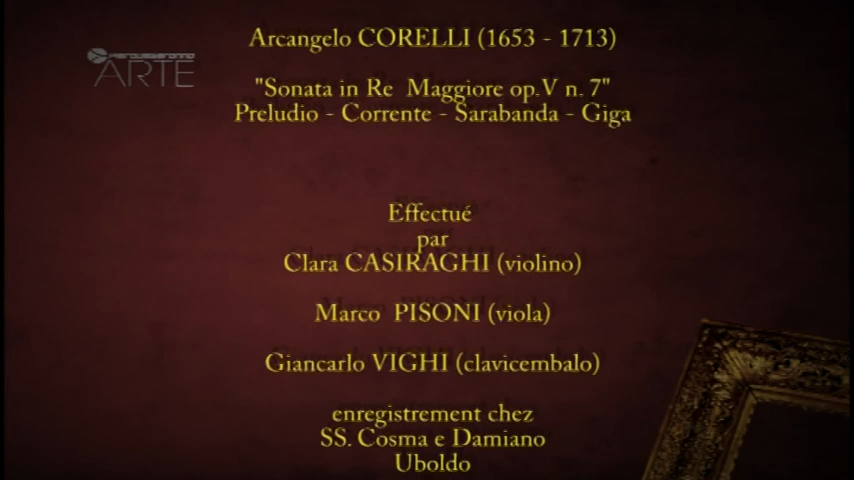 Arcangelo CORELLI (1653 - 1713)
ARTE
"Sonata in Re Maggiore op.V n. 7"
Preludio - Corrente - Sarabanda - Giga
Effectué
par
Clara CASIRAGHI (violino)
Marco PISONI (viola)
Giancarlo VIGHI (clavicembalo)
enregistrement chez
SS. Cosma e Damiano
Uboldo